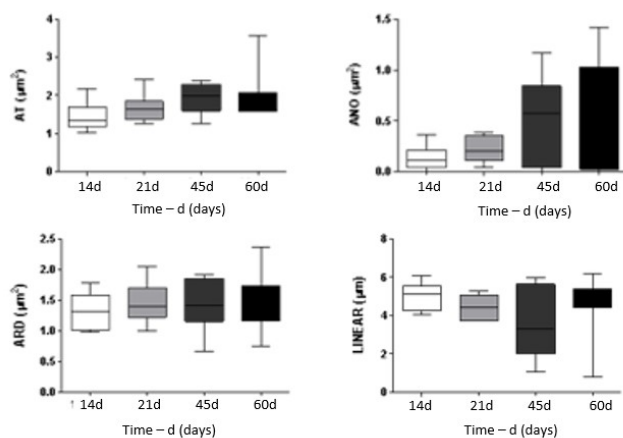 AT (µm²)
4
3
2
1
0
14d 21d 45d 60d
Time – d (days)
ANO (µm²)
1.5
1.0
0.5
0.0
14d 21d 45d 60d
Time – d (days)
ARD (µm²)
2.5
2.0
1.5
1.0
0.5
0.0
↑ 14d 21d 45d 60d
Time – d (days)
LINEAR (µm)
8
6
4
2
0
14d 21d 45d 60d
Time – d (days)